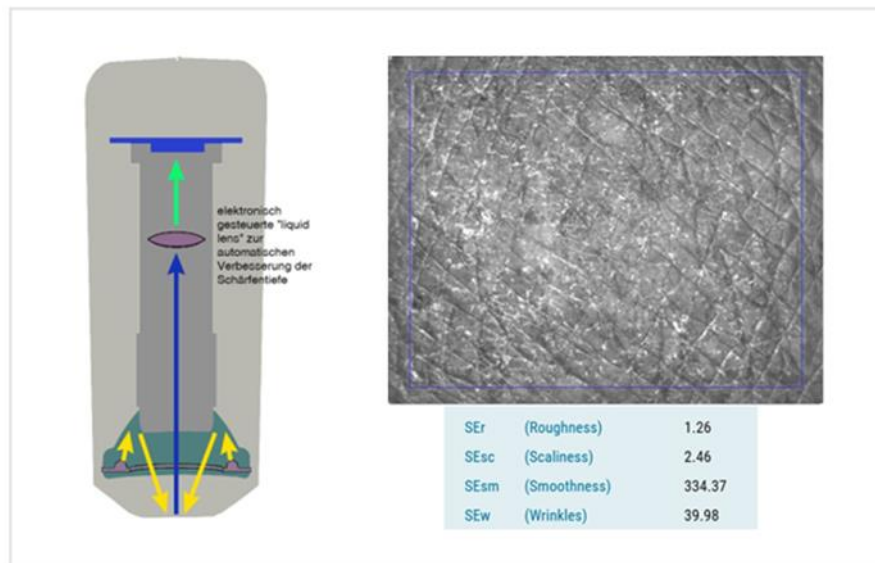 elektronisch
gesteuerte "liquid
lens" zur
automatischen
Verbesserung der
Schärfentiefe
SEr (Roughness) 1.26
SEsc (Scaliness) 2.46
SEsm (Smoothness) 334.37
SEw (Wrinkles) 39.98